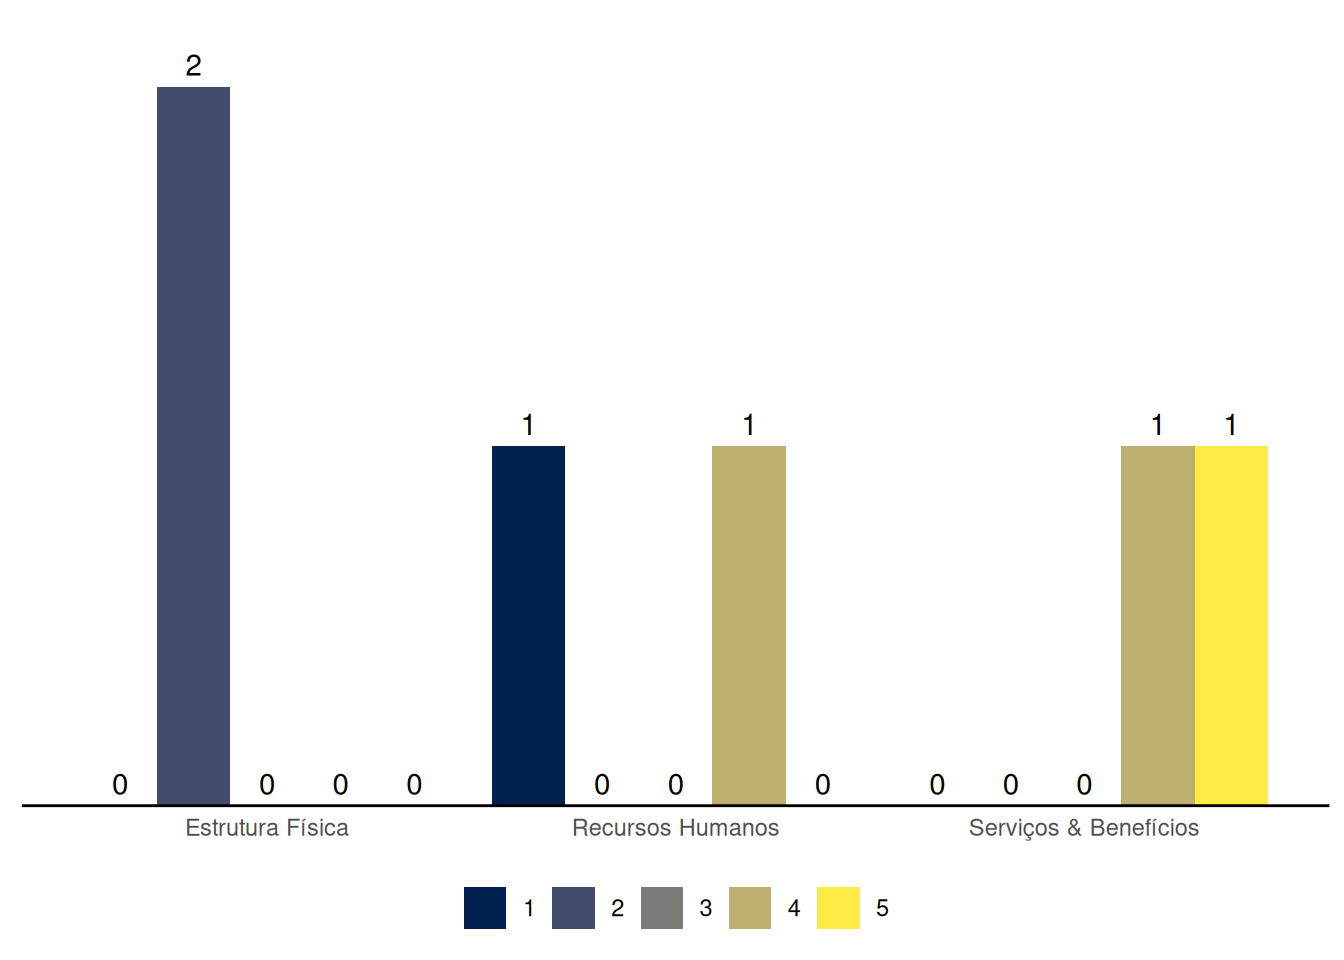 2
1 1 1 1
0 0 0 0 0 0 0 0 0 0
Estrutura Física Recursos Humanos Serviços & Benefícios
1 2 3 4 5